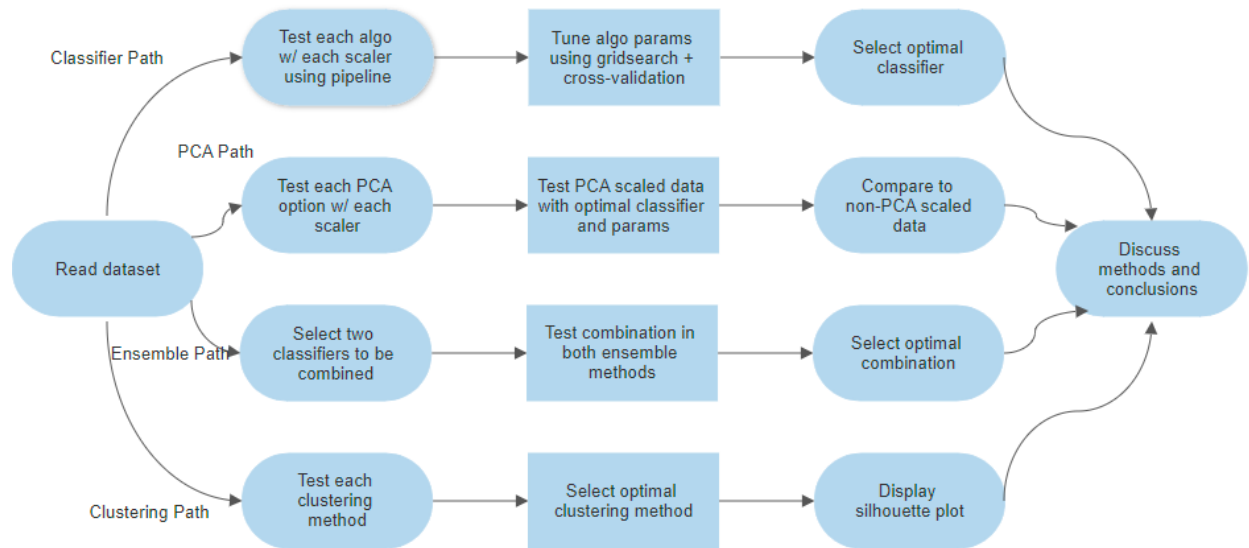 Classifier Path
Test each algo
w/ each scaler
using pipeline
Tune algo params
using gridsearch +
cross-validation
Select optimal
classifier
PCA Path
Test each PCA
option w/ each
scaler
Test PCA scaled data
with optimal classifier
and params
Compare to
non-PCA scaled
data
Read dataset
Discuss
methods and
conclusions
Ensemble Path
Select two
classifiers to be
combined
Test combination in
both ensemble
methods
Select optimal
combination
Clustering Path
Test each
clustering
method
Select optimal
clustering method
Display
silhouette plot